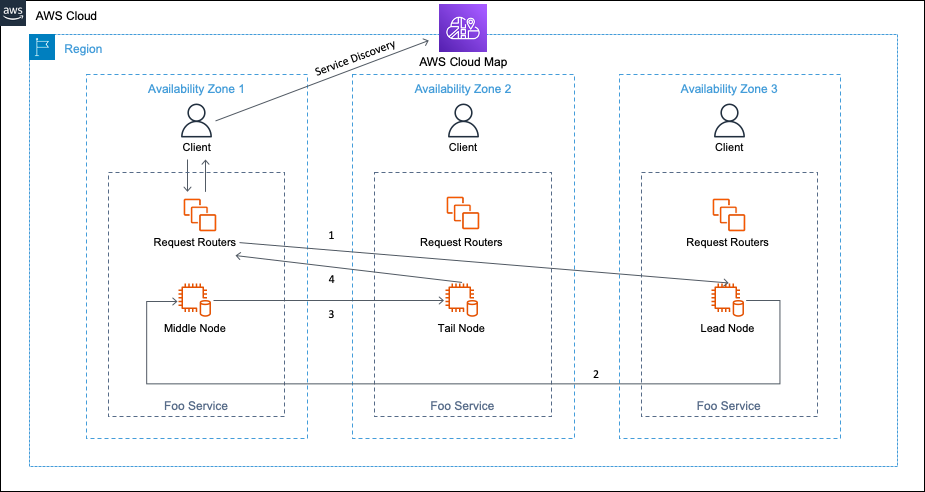 aws
AWS Cloud
Region
Service Discovery
AWS Cloud Map
Availability Zone 1
Availability Zone 2
Availability Zone 3
Client
Client
Client
Request Routers
Request Routers
Request Routers
1
4
Middle Node
Tail Node
Lead Node
3
2
Foo Service
Foo Service
Foo Service